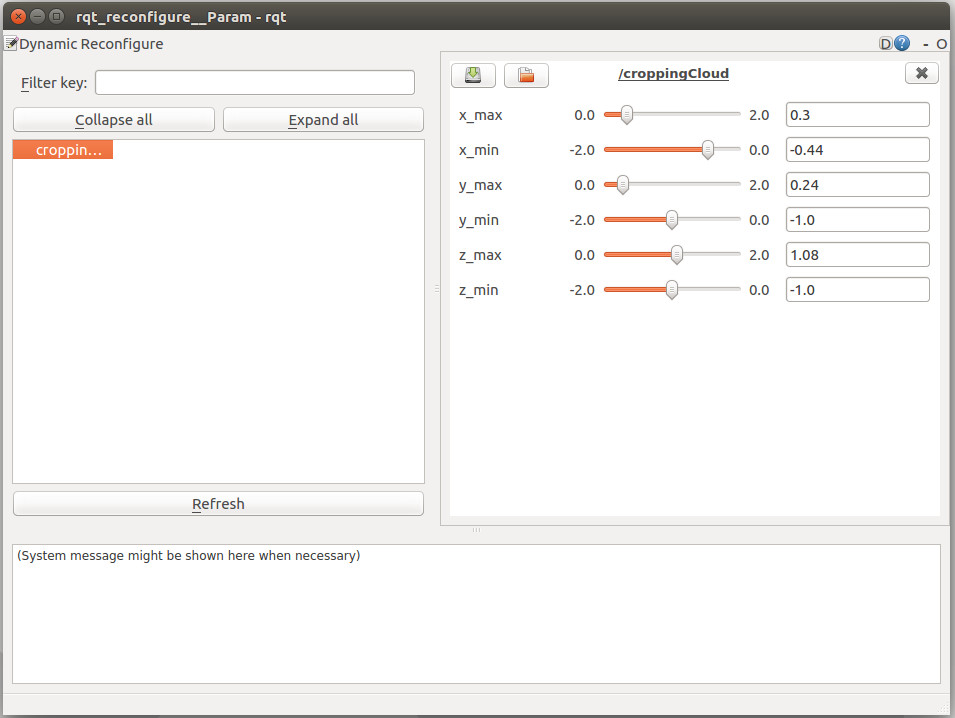 rqt_reconfigure__Param - rqt
Dynamic Reconfigure
D ? - O
Filter key:
Collapse all Expand all
croppin...
Refresh
/croppingCloud
x_max 0.0 2.0 0.3
x_min -2.0 0.0 -0.44
y_max 0.0 2.0 0.24
y_min -2.0 0.0 -1.0
z_max 0.0 2.0 1.08
z_min -2.0 0.0 -1.0
(System message might be shown here when necessary)